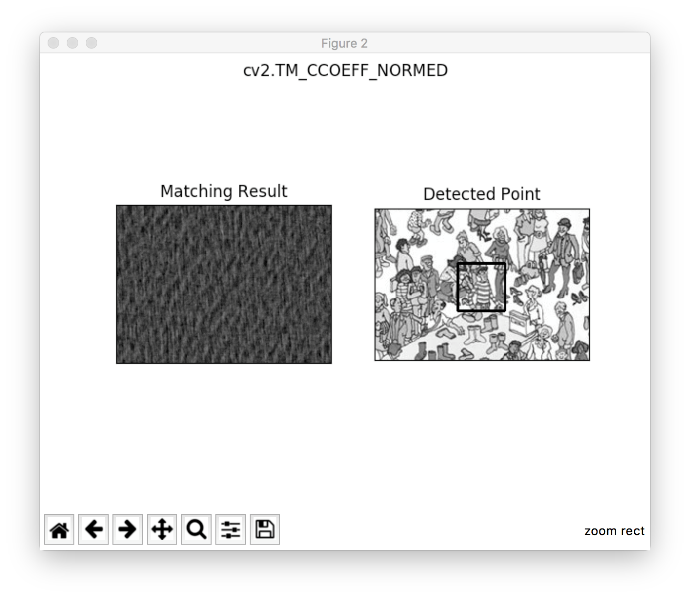 Figure 2
cv2.TM_CCOEFF_NORMED
Matching Result
Detected Point
zoom rect